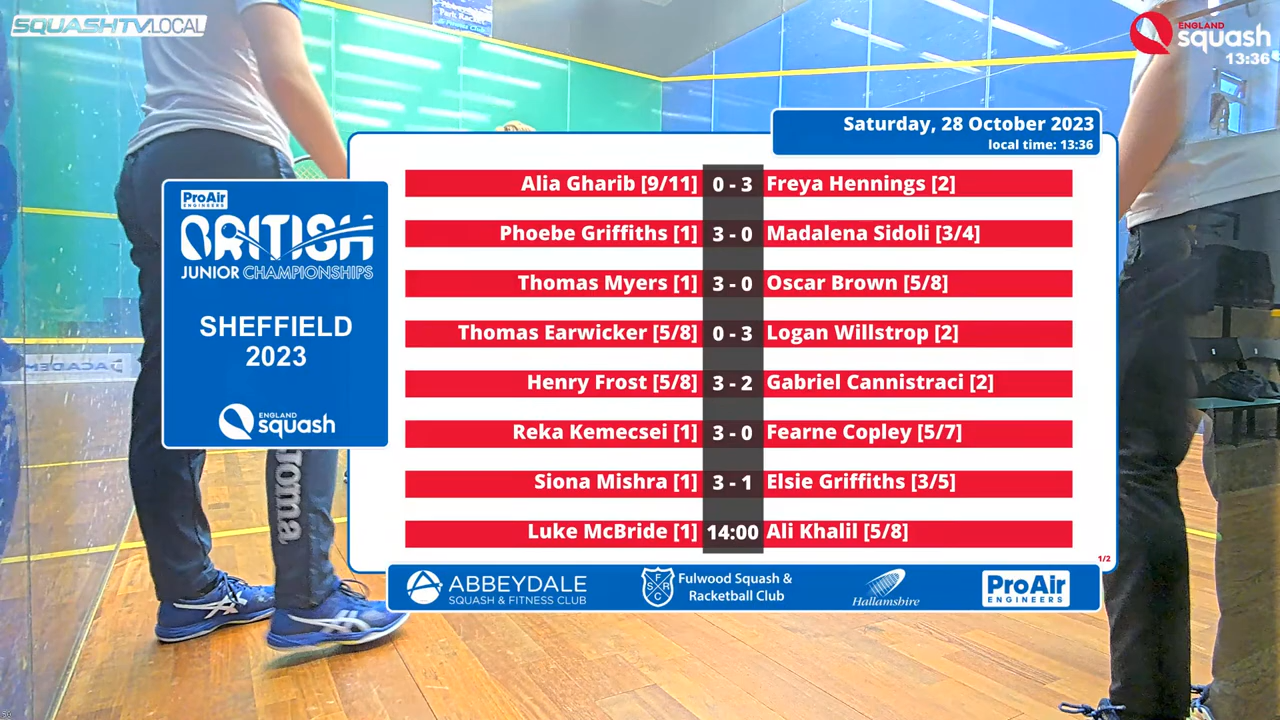 SQUASHTV.LOCAL
ENGLAND
squash
13:36
Saturday, 28 October 2023
local time: 13:36
ProAir
ENGINEERS
BRITISH
JUNIOR CHAMPIONSHIPS
SHEFFIELD
2023
ENGLAND
squash
Alia Gharib [9/11] 0 - 3 Freya Hennings [2]
Phoebe Griffiths [1] 3 - 0 Madalena Sidoli [3/4]
Thomas Myers [1] 3 - 0 Oscar Brown [5/8]
Thomas Earwicker [5/8] 0 - 3 Logan Willstrop [2]
Henry Frost [5/8] 3 - 2 Gabriel Cannistraci [2]
Reka Kemecsei [1] 3 - 0 Fearne Copley [5/7]
Siona Mishra [1] 3 - 1 Elsie Griffiths [3/5]
Luke McBride [1] 14:00 Ali Khalil [5/8]
1/2
joma
ABBEYDALE
SQUASH & FITNESS CLUB
Fulwood Squash &
Racketball Club
Hallamshire
ProAir
ENGINEERS